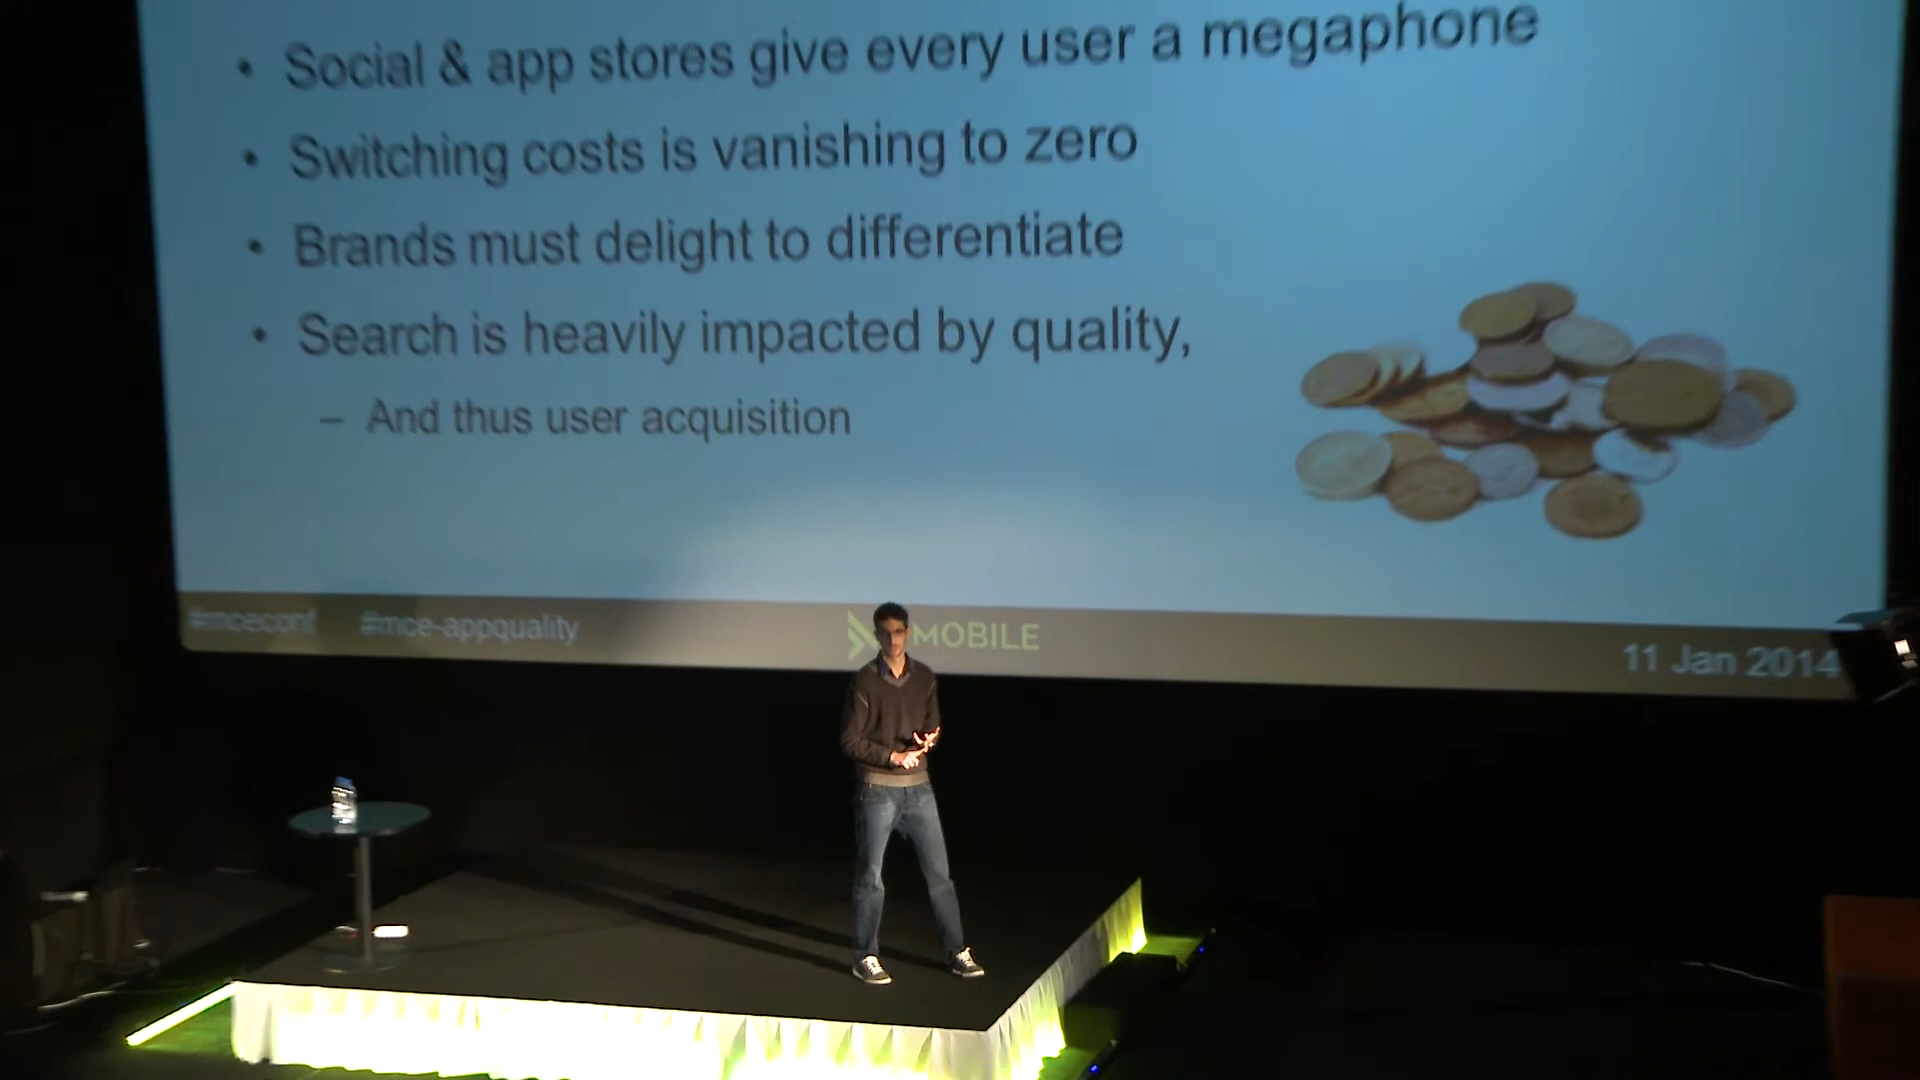 • Social & app stores give every user a megaphone
• Switching costs is vanishing to zero
• Brands must delight to differentiate
• Search is heavily impacted by quality,
– And thus user acquisition
#mceconf #mce-appquality MOBILE 11 Jan 2014